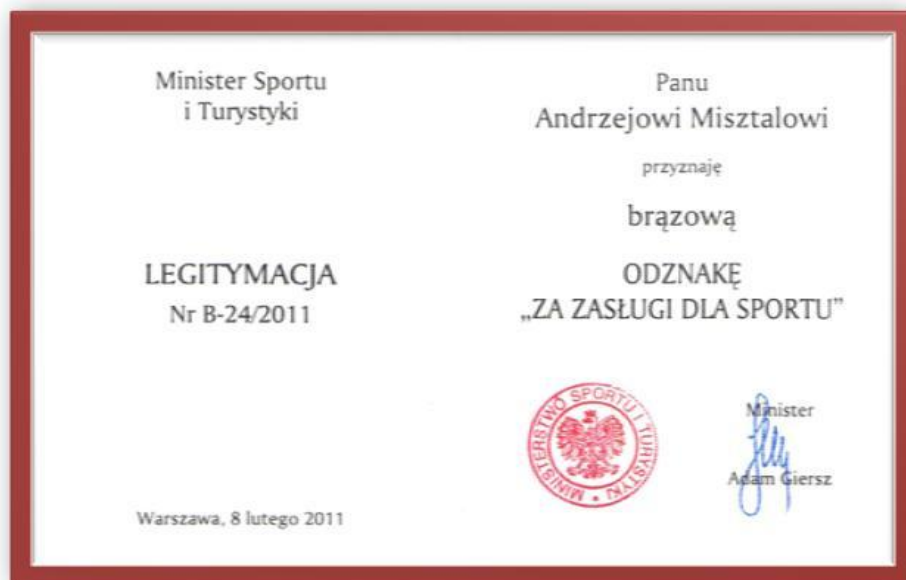 Minister Sportu
i Turystyki
LEGITYMACJA
Nr B-24/2011
Warszawa, 8 lutego 2011
Panu
Andrzejowi Misztalowi
przyznaję
brązową
ODZNAKĘ
„ZA ZASŁUGI DLA SPORTU”
MINISTERSTWO SPORTU I TURYSTYKI
Minister
Adam Giersz